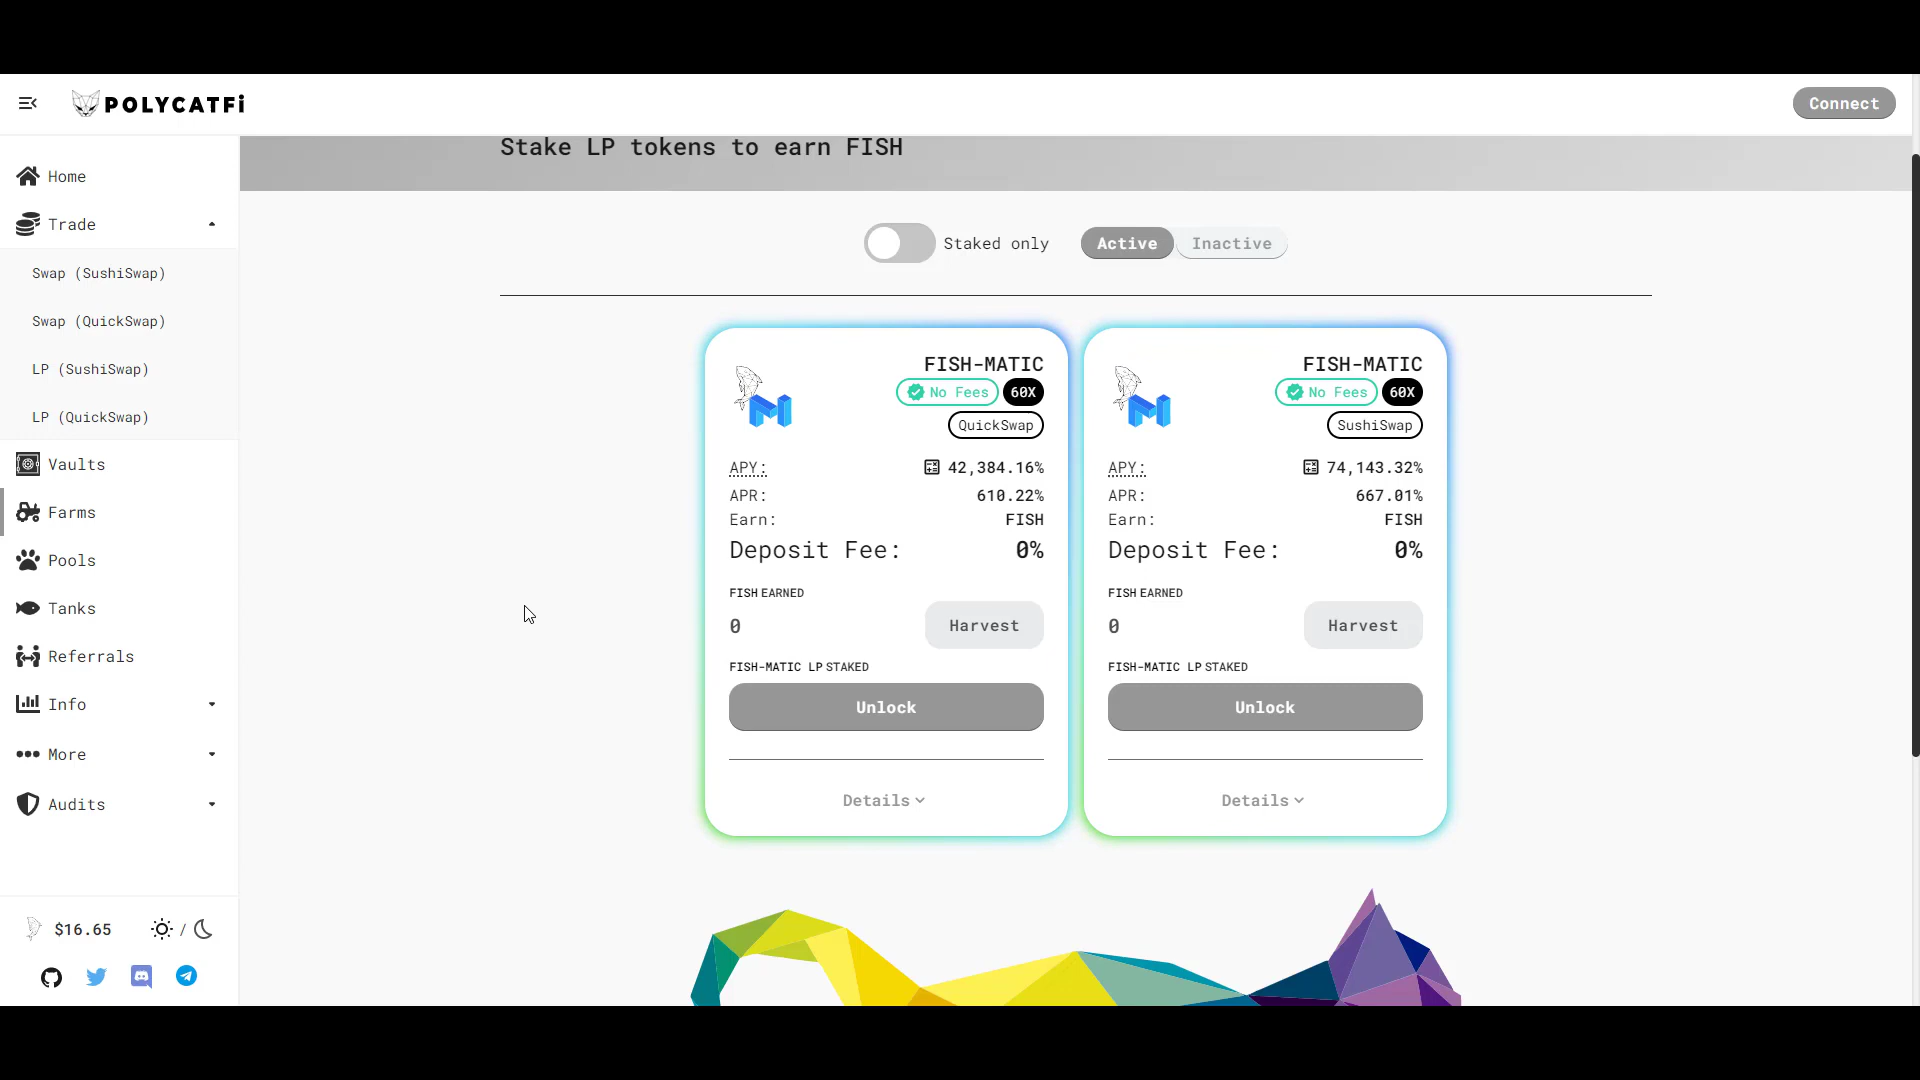 POLYCATFi
Connect
Stake LP tokens to earn FISH
Home
Trade
Swap (SushiSwap)
Swap (QuickSwap)
LP (SushiSwap)
LP (QuickSwap)
Vaults
Farms
Pools
Tanks
Referrals
Info
More
Audits
$16.65
/
Staked only
Active
Inactive
FISH-MATIC
No Fees
60X
QuickSwap
APY:
42,384.16%
APR:
610.22%
Earn:
FISH
Deposit Fee:
0%
FISH EARNED
0
Harvest
FISH-MATIC LP STAKED
Unlock
Details
FISH-MATIC
No Fees
60X
SushiSwap
APY:
74,143.32%
APR:
667.01%
Earn:
FISH
Deposit Fee:
0%
FISH EARNED
0
Harvest
FISH-MATIC LP STAKED
Unlock
Details